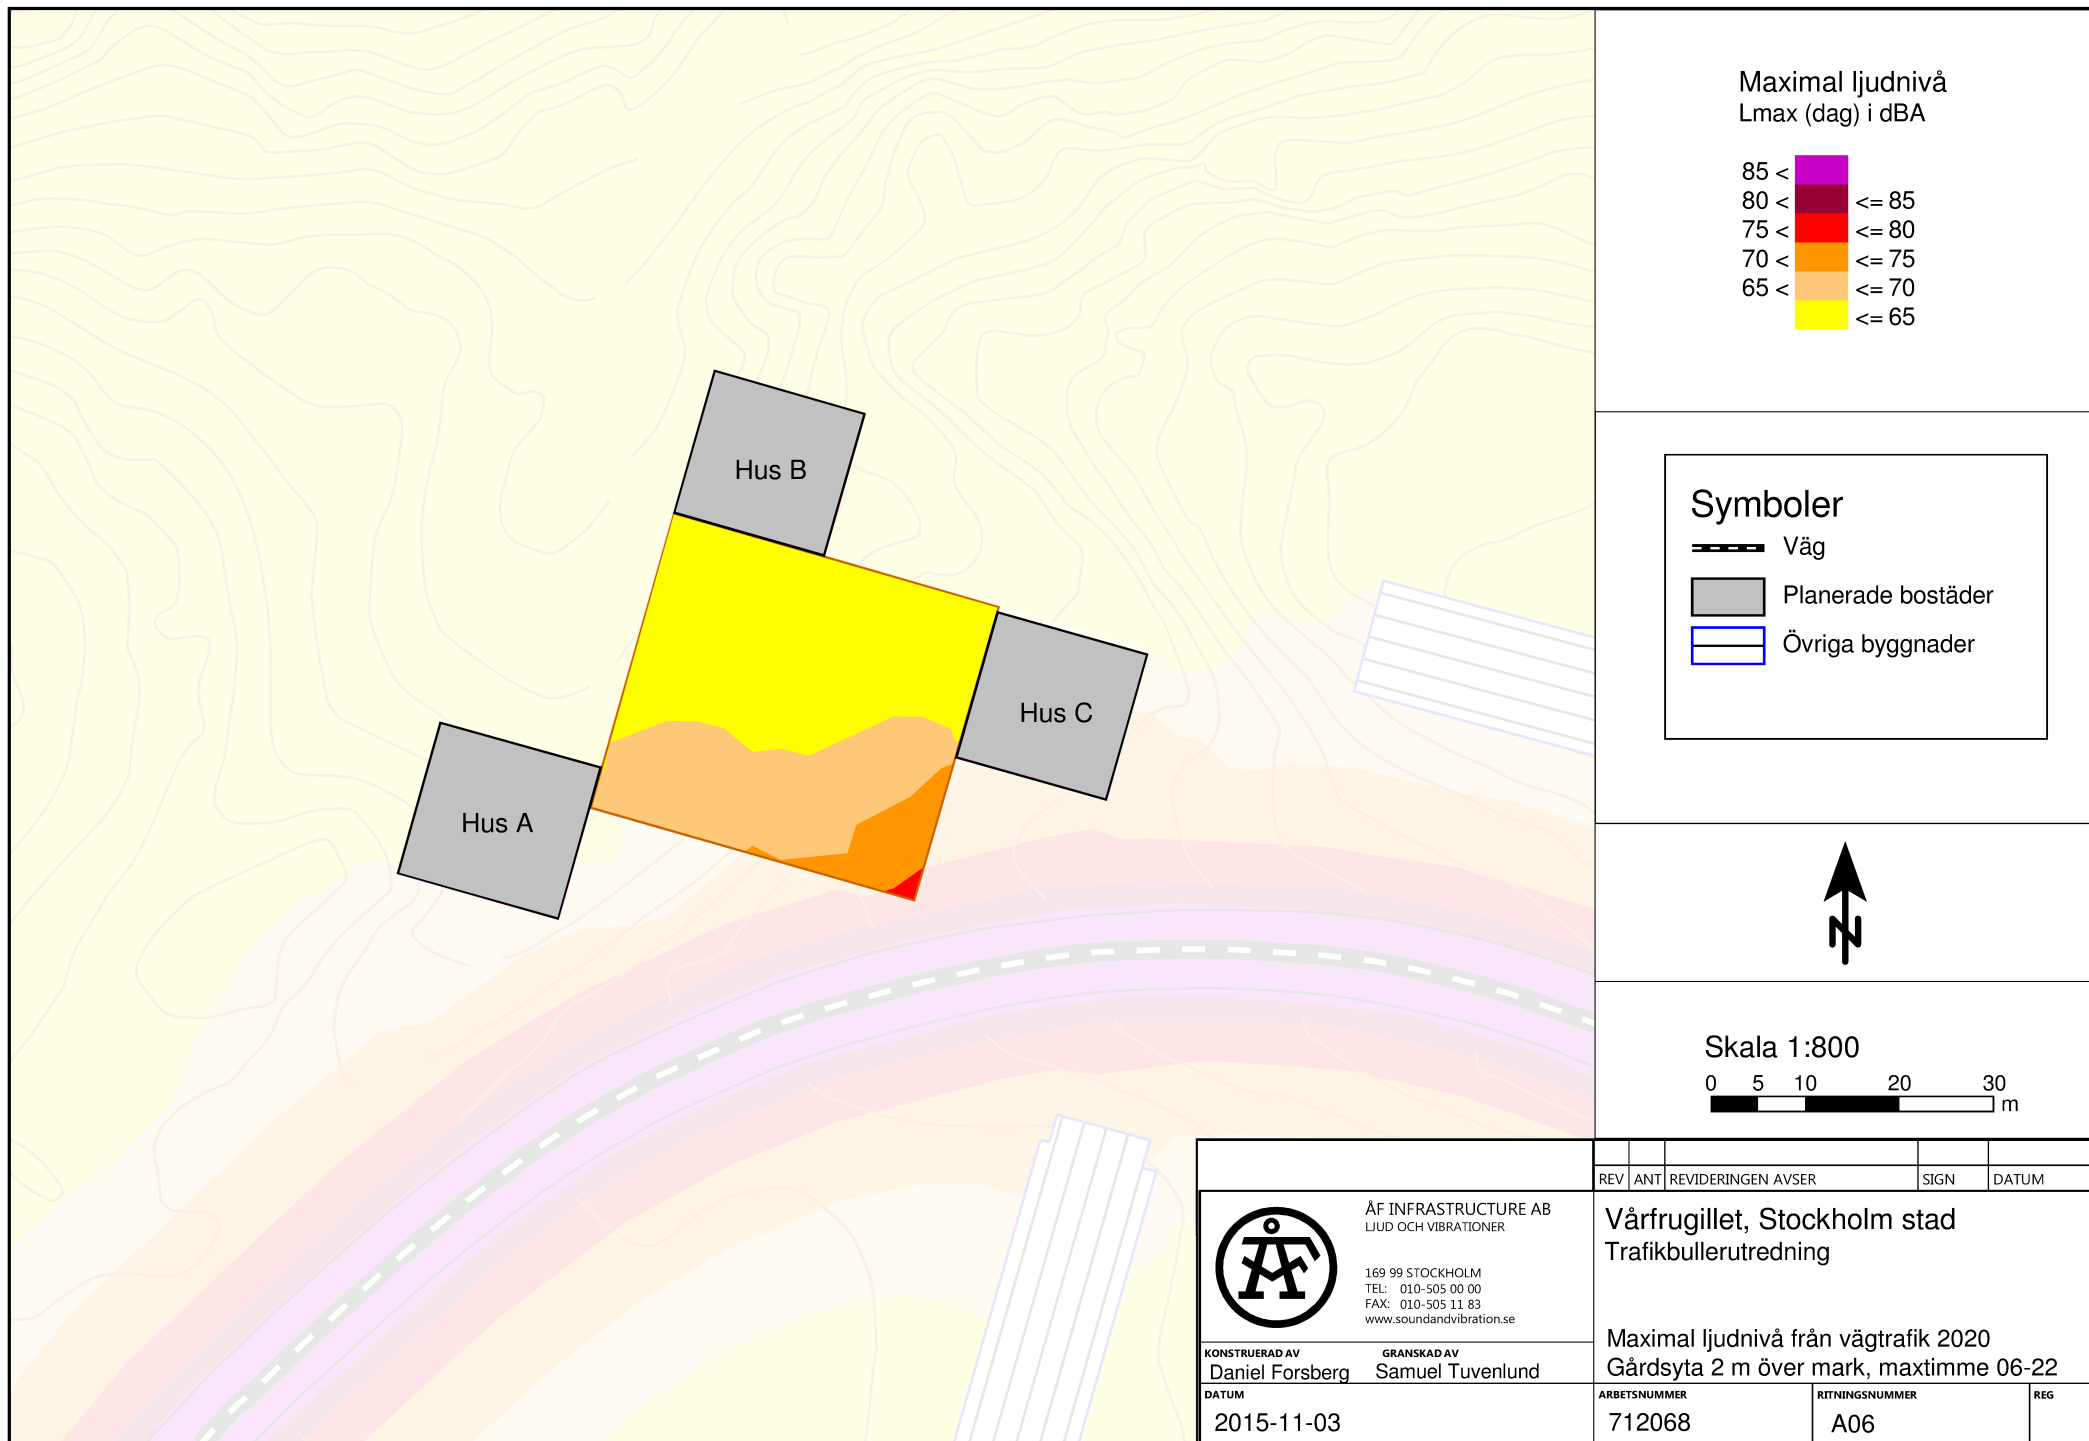 Maximal ljudnivå
Lmax (dag) i dBA
85 <
80 < <= 85
75 < <= 80
70 < <= 75
65 < <= 70
<= 65
Hus B
Hus C
Hus A
Symboler
Väg
Planerade bostäder
Övriga byggnader
N
Skala 1:800
0 5 10 20 30
m
REV ANT REVIDERINGEN AVSER SIGN DATUM
ÅF
ÅF INFRASTRUCTURE AB
LJUD OCH VIBRATIONER
169 99 STOCKHOLM
TEL: 010-505 00 00
FAX: 010-505 11 83
www.soundandvibration.se
Vårfrugillet, Stockholm stad
Trafikbullerutredning
Maximal ljudnivå från vägtrafik 2020
Gårdsyta 2 m över mark, maxtimme 06-22
KONSTRUERAD AV GRANSKAD AV
Daniel Forsberg Samuel Tuvenlund
DATUM ARBETSNUMMER RITNINGSNUMMER REG
2015-11-03 712068 A06